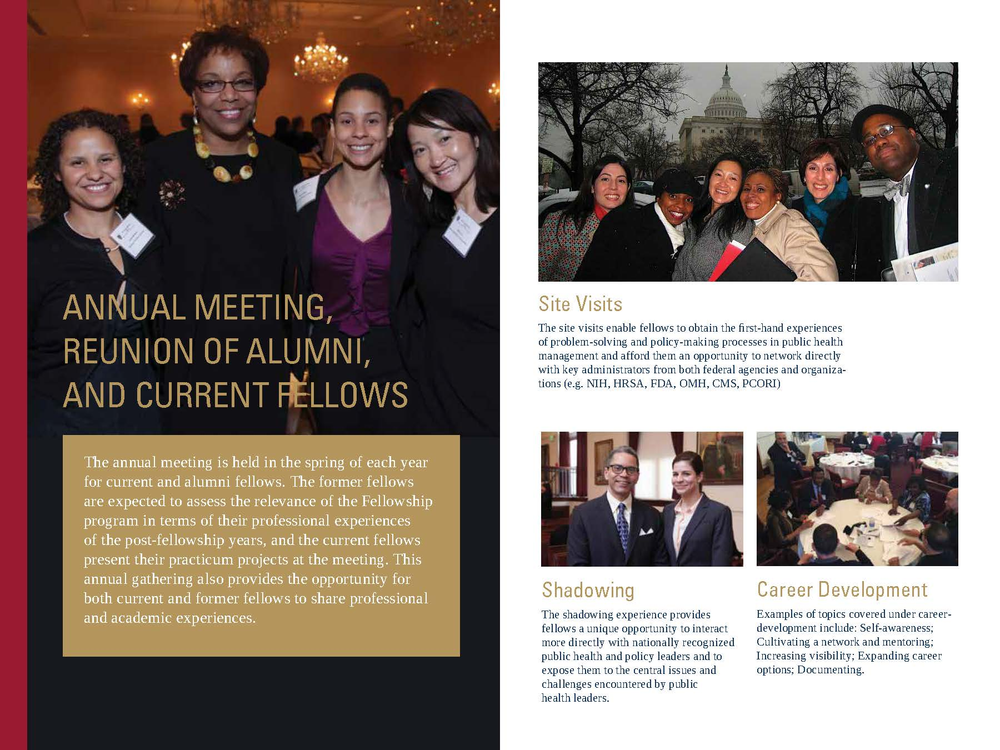 ANNUAL MEETING,
REUNION OF ALUMNI,
AND CURRENT FELLOWS
The annual meeting is held in the spring of each year
for current and alumni fellows. The former fellows
are expected to assess the relevance of the Fellowship
program in terms of their professional experiences
of the post-fellowship years, and the current fellows
present their practicum projects at the meeting. This
annual gathering also provides the opportunity for
both current and former fellows to share professional
and academic experiences.
Site Visits
The site visits enable fellows to obtain the first-hand experiences
of problem-solving and policy-making processes in public health
management and afford them an opportunity to network directly
with key administrators from both federal agencies and organiza-
tions (e.g. NIH, HRSA, FDA, OMH, CMS, PCORI)
Shadowing
The shadowing experience provides
fellows a unique opportunity to interact
more directly with nationally recognized
public health and policy leaders and to
expose them to the central issues and
challenges encountered by public
health leaders.
Career Development
Examples of topics covered under career-
development include: Self-awareness;
Cultivating a network and mentoring;
Increasing visibility; Expanding career
options; Documenting.